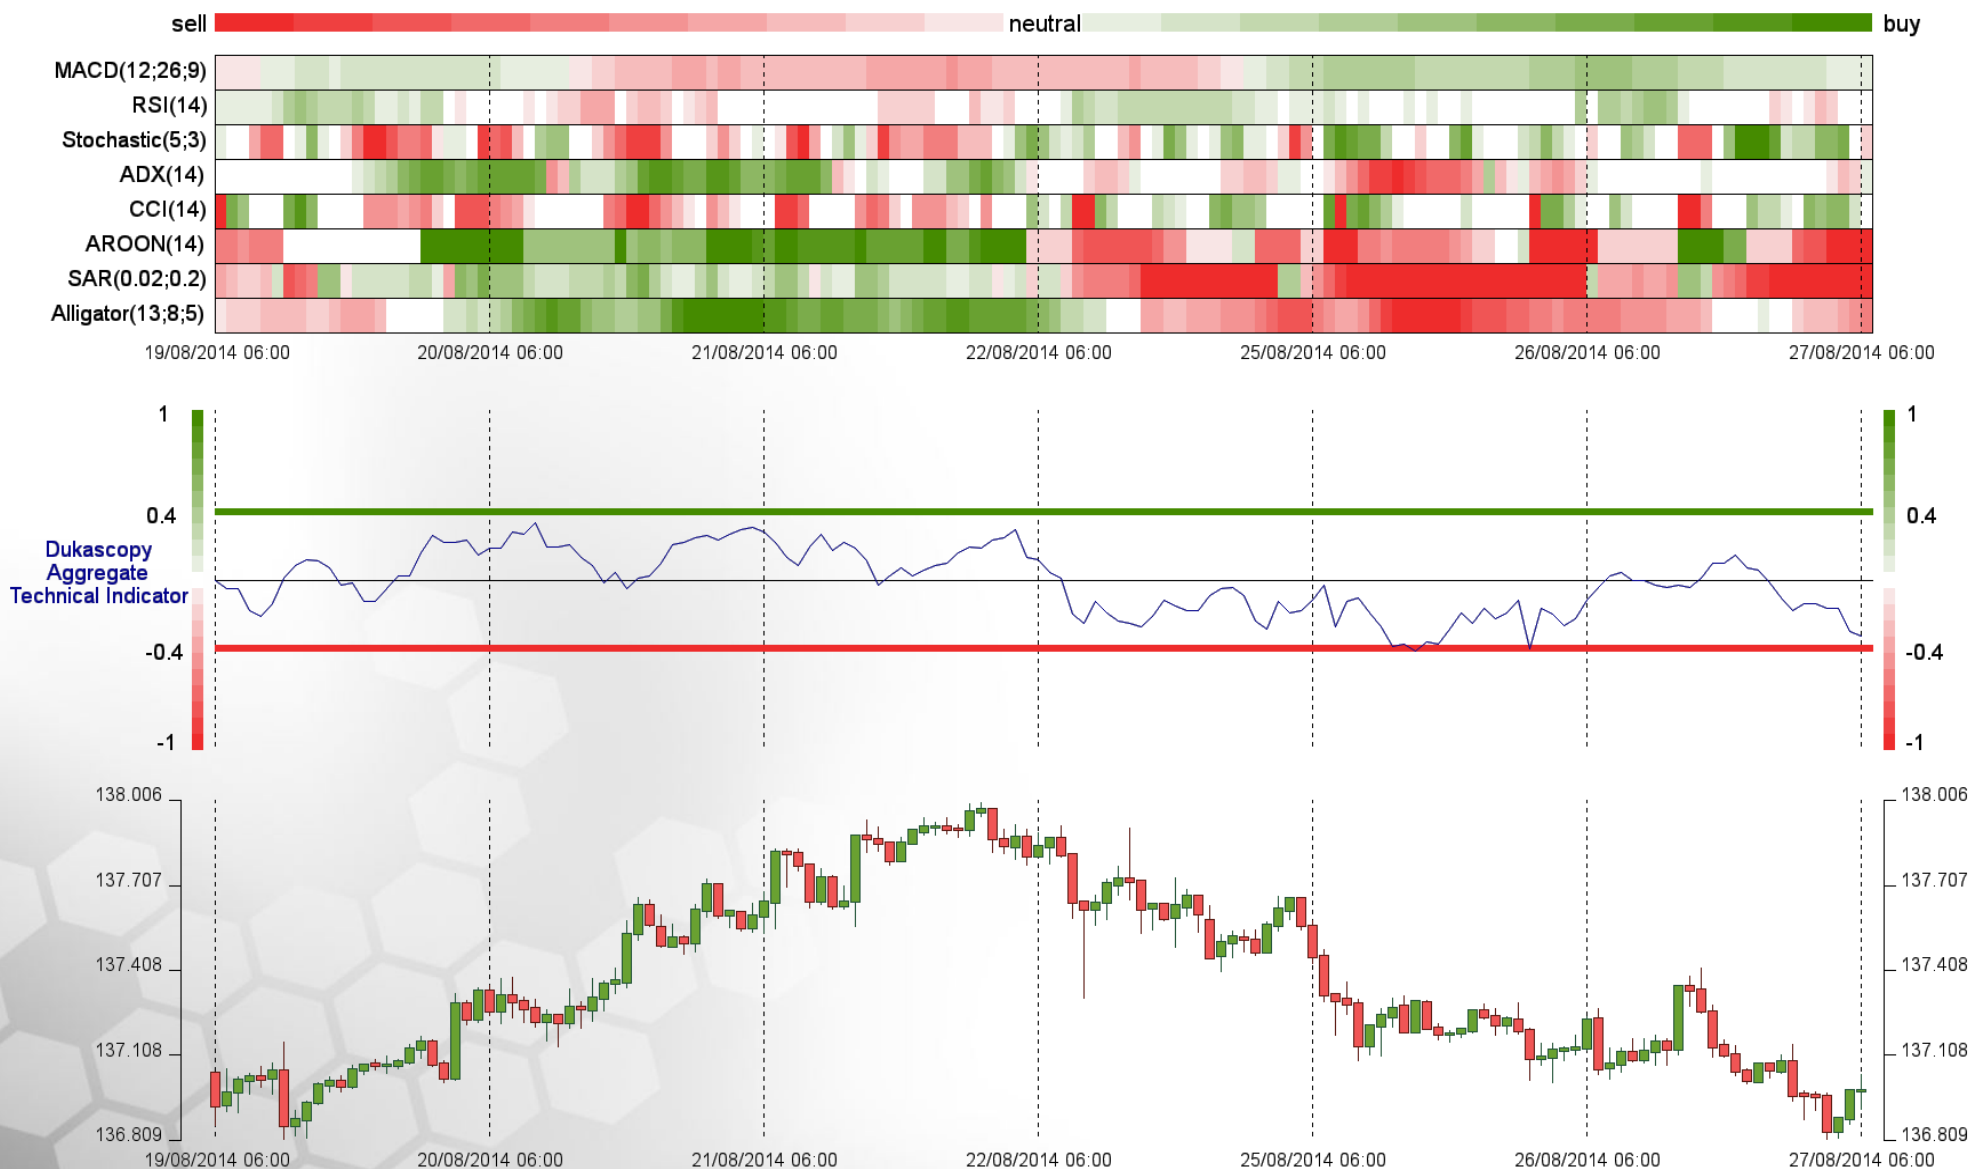 sell neutral buy
MACD(12;26;9)
RSI(14)
Stochastic(5;3)
ADX(14)
CCI(14)
AROON(14)
SAR(0.02;0.2)
Alligator(13;8;5)
19/08/2014 06:00 20/08/2014 06:00 21/08/2014 06:00 22/08/2014 06:00 25/08/2014 06:00 26/08/2014 06:00 27/08/2014 06:00
1 1
0.4 0.4
Dukascopy
Aggregate
Technical Indicator
-0.4 -0.4
-1 -1
138.006 138.006
137.707 137.707
137.408 137.408
137.108 137.108
136.809 136.809
19/08/2014 06:00 20/08/2014 06:00 21/08/2014 06:00 22/08/2014 06:00 25/08/2014 06:00 26/08/2014 06:00 27/08/2014 06:00